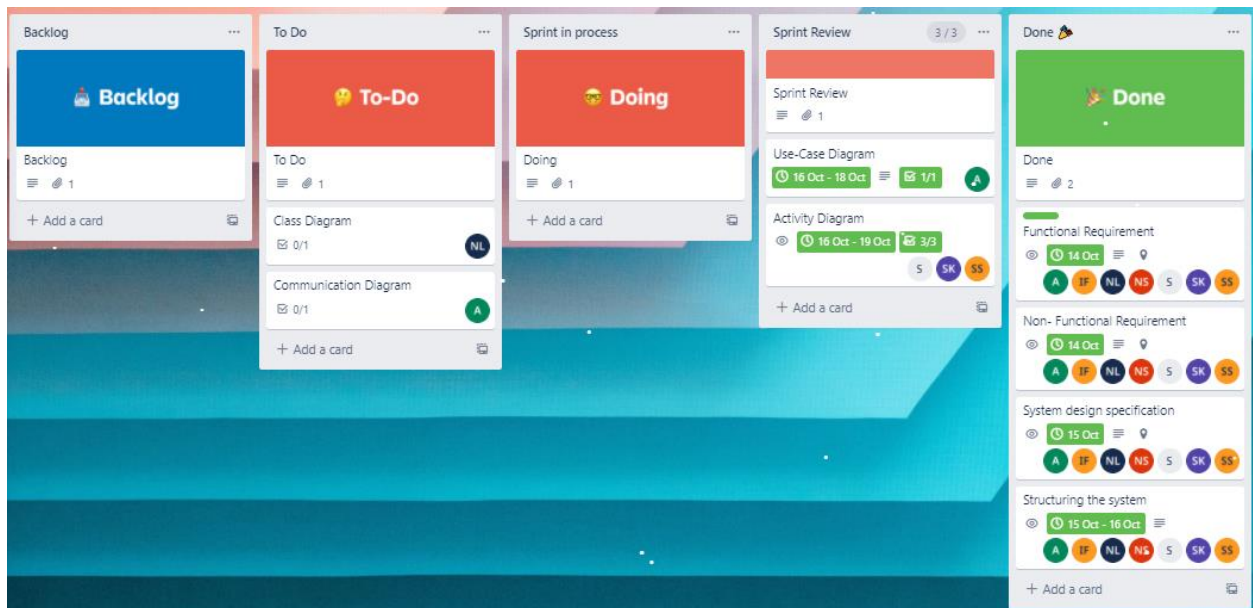 Backlog
Backlog
Backlog
1
+ Add a card
To Do
To-Do
To Do
1
Class Diagram
0/1
NL
Communication Diagram
0/1
A
+ Add a card
Sprint in process
Doing
Doing
1
+ Add a card
Sprint Review 3 / 3
Sprint Review
1
Use-Case Diagram
16 Oct - 18 Oct 1/1
A
Activity Diagram
16 Oct - 19 Oct 3/3
S SK SS
+ Add a card
Done
Done
Done
2
Functional Requirement
14 Oct
A IF NL NS S SK SS
Non- Functional Requirement
14 Oct
A IF NL NS S SK SS
System design specification
15 Oct
A IF NL NS S SK SS
Structuring the system
15 Oct - 16 Oct
A IF NL NS S SK SS
+ Add a card